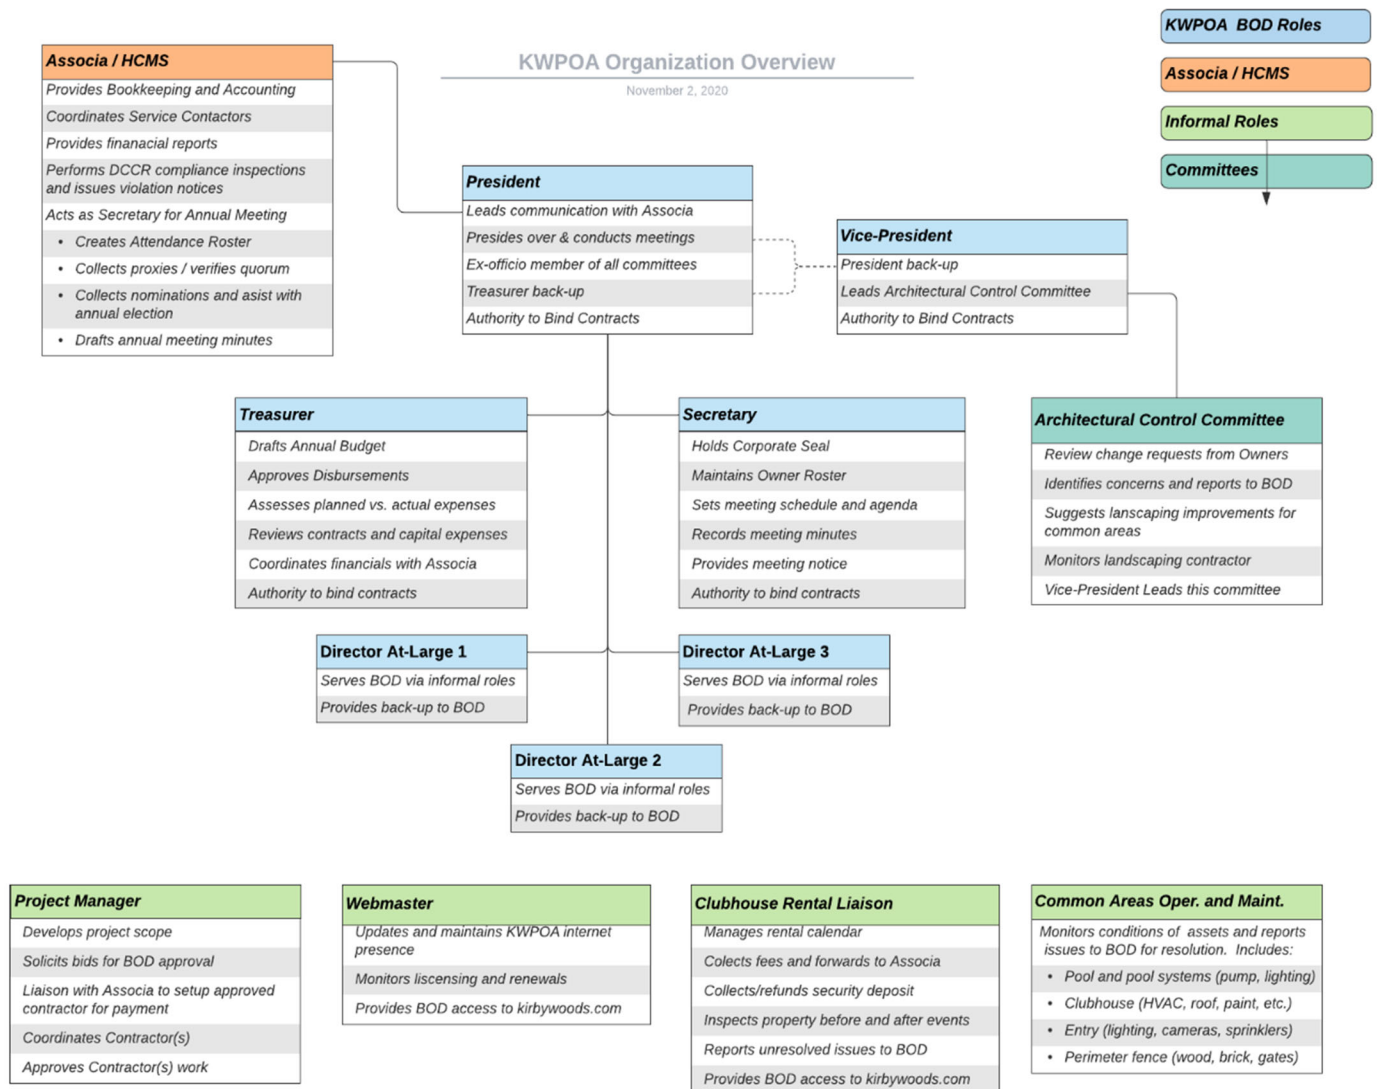 KWPOA Organization Overview
November 2, 2020
KWPOA  BOD Roles
Associa / HCMS
Informal Roles
Committees
Associa / HCMS
Provides Bookkeeping and Accounting
Coordinates Service Contactors
Provides finanacial reports
Performs DCCR compliance inspections
and issues violation notices
Acts as Secretary for Annual Meeting
• Creates Attendance Roster
• Collects proxies / verifies quorum
• Collects nominations and asist with
annual election
• Drafts annual meeting minutes
President
Leads communication with Associa
Presides over & conducts meetings
Ex-officio member of all committees
Treasurer back-up
Authority to Bind Contracts
Vice-President
President back-up
Leads Architectural Control Committee
Authority to Bind Contracts
Treasurer
Drafts Annual Budget
Approves Disbursements
Assesses planned vs. actual expenses
Reviews contracts and capital expenses
Coordinates financials with Associa
Authority to bind contracts
Secretary
Holds Corporate Seal
Maintains Owner Roster
Sets meeting schedule and agenda
Records meeting minutes
Provides meeting notice
Authority to bind contracts
Architectural Control Committee
Review change requests from Owners
Identifies concerns and reports to BOD
Suggests lanscaping improvements for
common areas
Monitors landscaping contractor
Vice-President Leads this committee
Director At-Large 1
Serves BOD via informal roles
Provides back-up to BOD
Director At-Large 3
Serves BOD via informal roles
Provides back-up to BOD
Director At-Large 2
Serves BOD via informal roles
Provides back-up to BOD
Project Manager
Develops project scope
Solicits bids for BOD approval
Liaison with Associa to setup approved
contractor for payment
Coordinates Contractor(s)
Approves Contractor(s) work
Webmaster
Updates and maintains KWPOA internet
presence
Monitors liscensing and renewals
Provides BOD access to kirbywoods.com
Clubhouse Rental Liaison
Manages rental calendar
Colects fees and forwards to Associa
Collects/refunds security deposit
Inspects property before and after events
Reports unresolved issues to BOD
Provides BOD access to kirbywoods.com
Common Areas Oper. and Maint.
Monitors conditions of  assets and reports
issues to BOD for resolution.  Includes:
• Pool and pool systems (pump, lighting)
• Clubhouse (HVAC, roof, paint, etc.)
• Entry (lighting, cameras, sprinklers)
• Perimeter fence (wood, brick, gates)